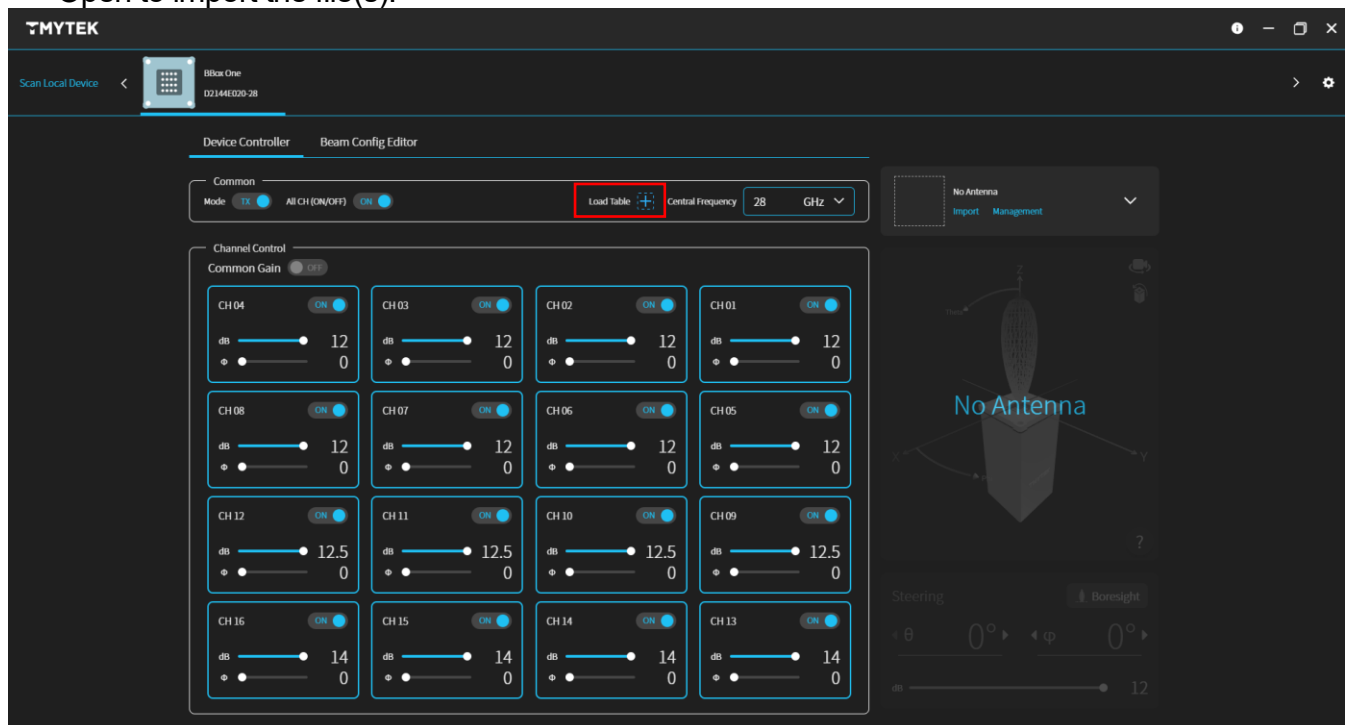 Open to import the file(s).
TMYTEK
Scan Local Device
BBox One
D2144E020-28
Device Controller Beam Config Editor
Common
Mode TX All CH (ON/OFF) ON Load Table Central Frequency 28 GHz
No Antenna
Import Management
Channel Control
Common Gain OFF
CH 04 ON CH 03 ON CH 02 ON CH 01 ON
dB 12 dB 12 dB 12 dB 12
Φ 0 Φ 0 Φ 0 Φ 0
CH 08 ON CH 07 ON CH 06 ON CH 05 ON
dB 12 dB 12 dB 12 dB 12
Φ 0 Φ 0 Φ 0 Φ 0
CH 12 ON CH 11 ON CH 10 ON CH 09 ON
dB 12.5 dB 12.5 dB 12.5 dB 12.5
Φ 0 Φ 0 Φ 0 Φ 0
CH 16 ON CH 15 ON CH 14 ON CH 13 ON
dB 14 dB 14 dB 14 dB 14
Φ 0 Φ 0 Φ 0 Φ 0
Z
No Antenna
X Y
?
Steering Boresight
θ 0° φ 0°
dB 12